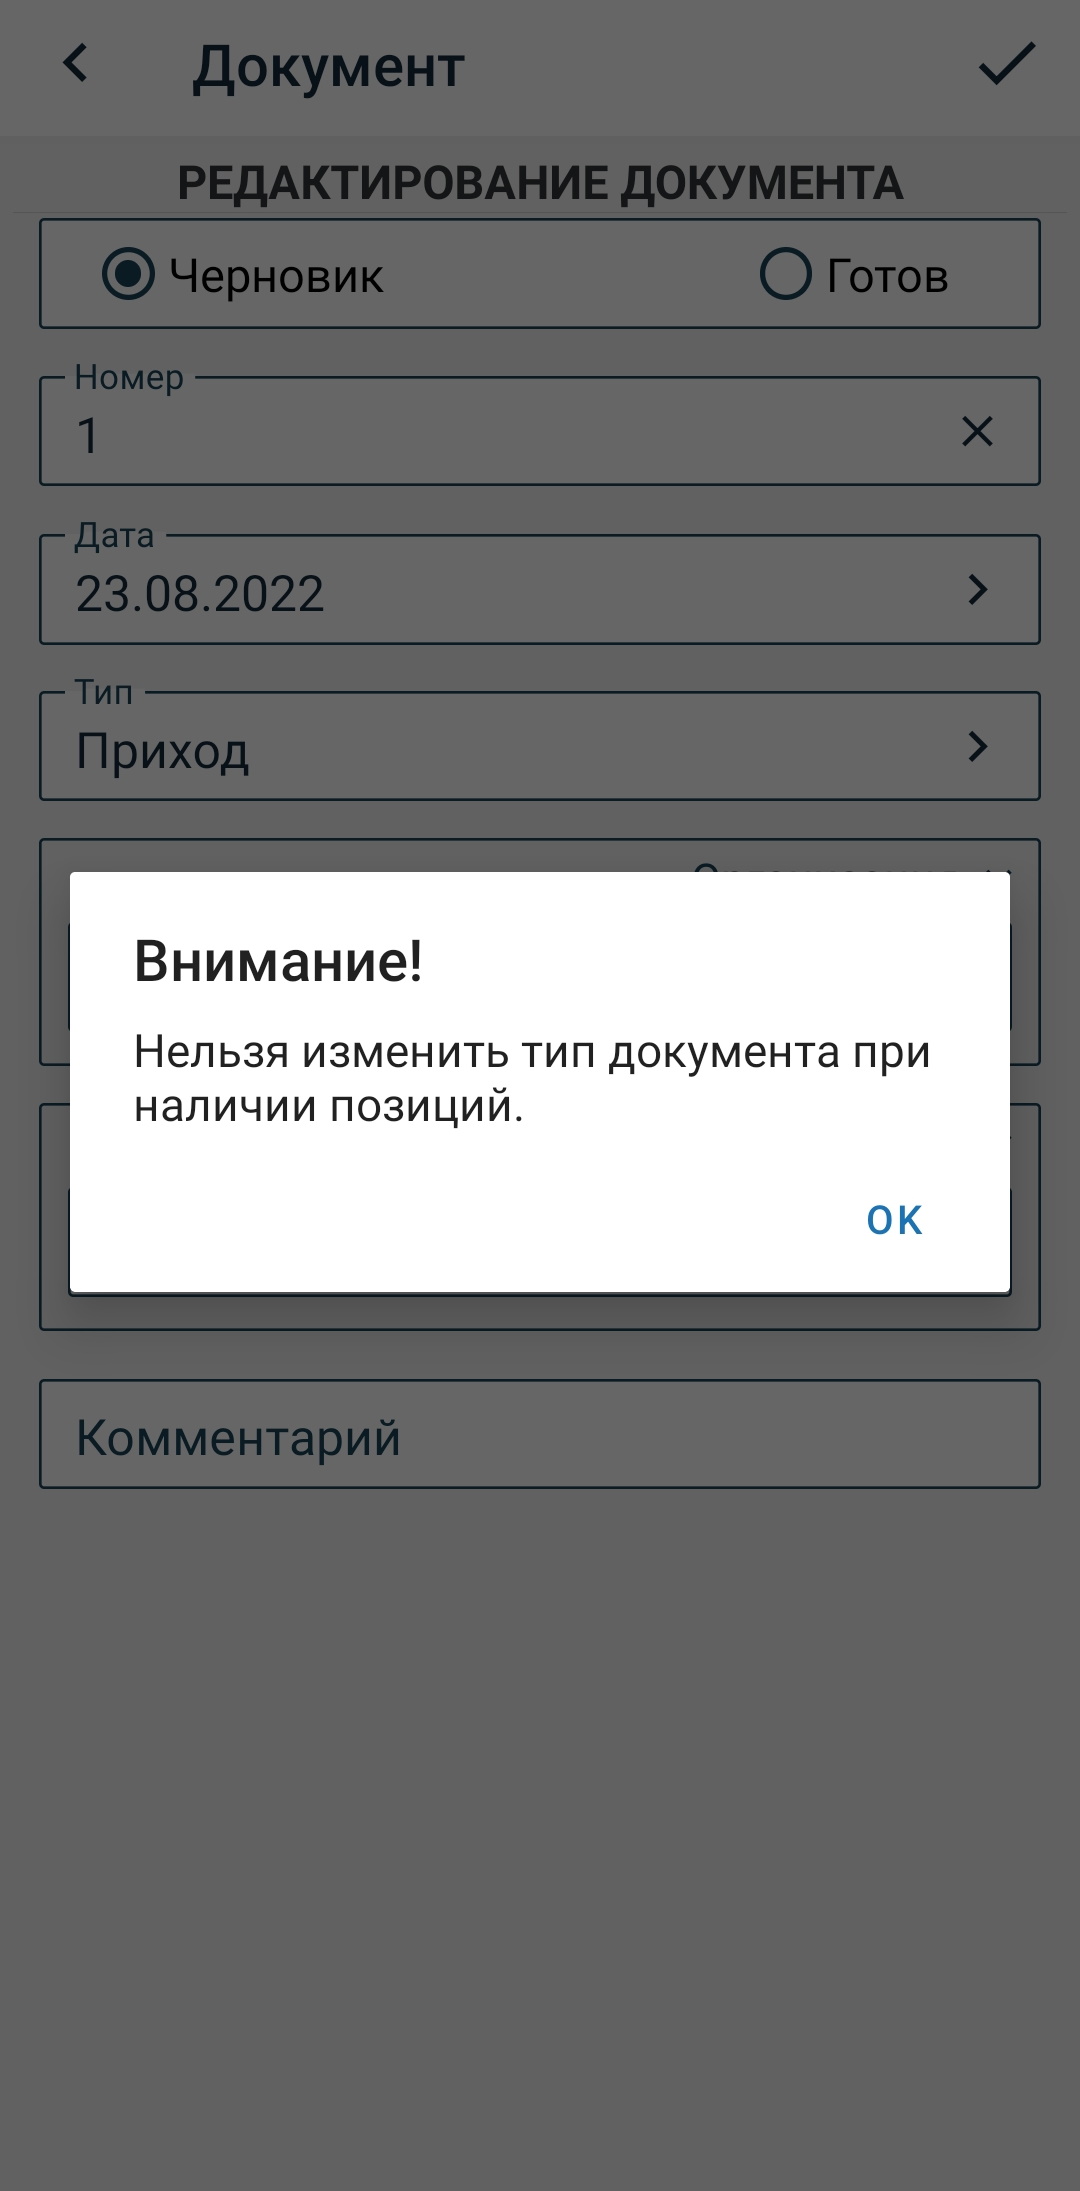 Документ
РЕДАКТИРОВАНИЕ ДОКУМЕНТА
Черновик Готов
Номер
1
Дата
23.08.2022
Тип
Приход
Внимание!
Нельзя изменить тип документа при
наличии позиций.
OK
Комментарий